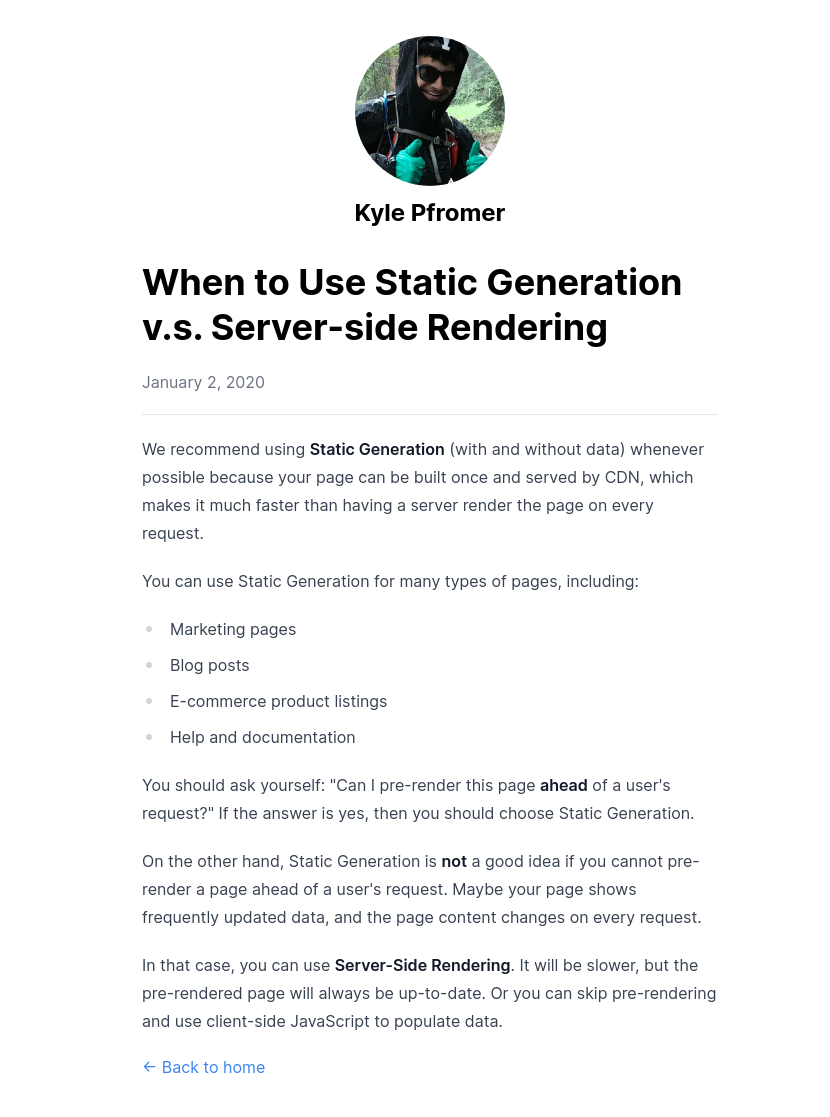 Kyle Pfromer
When to Use Static Generation
v.s. Server-side Rendering
January 2, 2020
We recommend using Static Generation (with and without data) whenever
possible because your page can be built once and served by CDN, which
makes it much faster than having a server render the page on every
request.
You can use Static Generation for many types of pages, including:
Marketing pages
Blog posts
E-commerce product listings
Help and documentation
You should ask yourself: "Can I pre-render this page ahead of a user's
request?" If the answer is yes, then you should choose Static Generation.
On the other hand, Static Generation is not a good idea if you cannot pre-
render a page ahead of a user's request. Maybe your page shows
frequently updated data, and the page content changes on every request.
In that case, you can use Server-Side Rendering. It will be slower, but the
pre-rendered page will always be up-to-date. Or you can skip pre-rendering
and use client-side JavaScript to populate data.
← Back to home